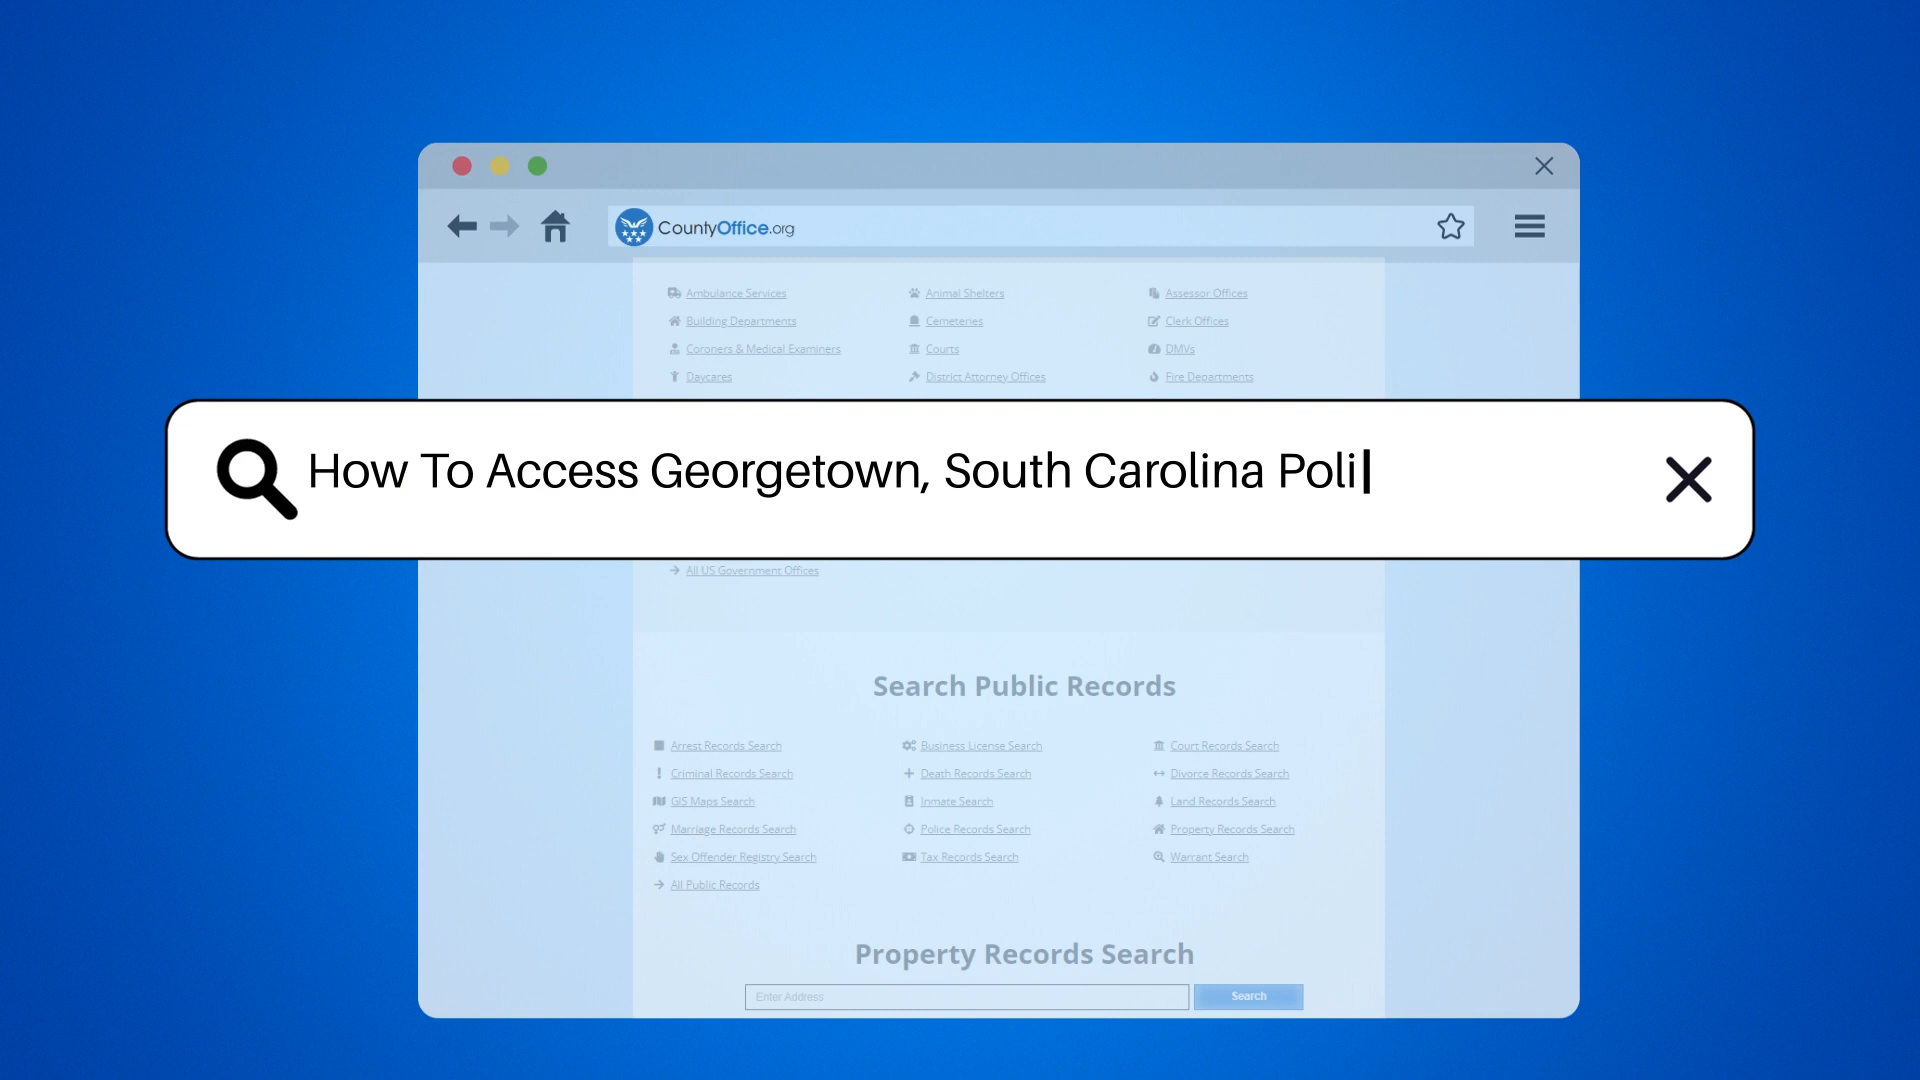 CountyOffice.org
Ambulance Services Animal Shelters Assessor Offices
Building Departments Cemeteries Clerk Offices
Coroners & Medical Examiners Courts DMVs
Daycares District Attorney Offices Fire Departments
How To Access Georgetown, South Carolina Poli
All US Government Offices
Search Public Records
Arrest Records Search Business License Search Court Records Search
Criminal Records Search Death Records Search Divorce Records Search
GIS Maps Search Inmate Search Land Records Search
Marriage Records Search Police Records Search Property Records Search
Sex Offender Registry Search Tax Records Search Warrant Search
All Public Records
Property Records Search
Enter Address Search